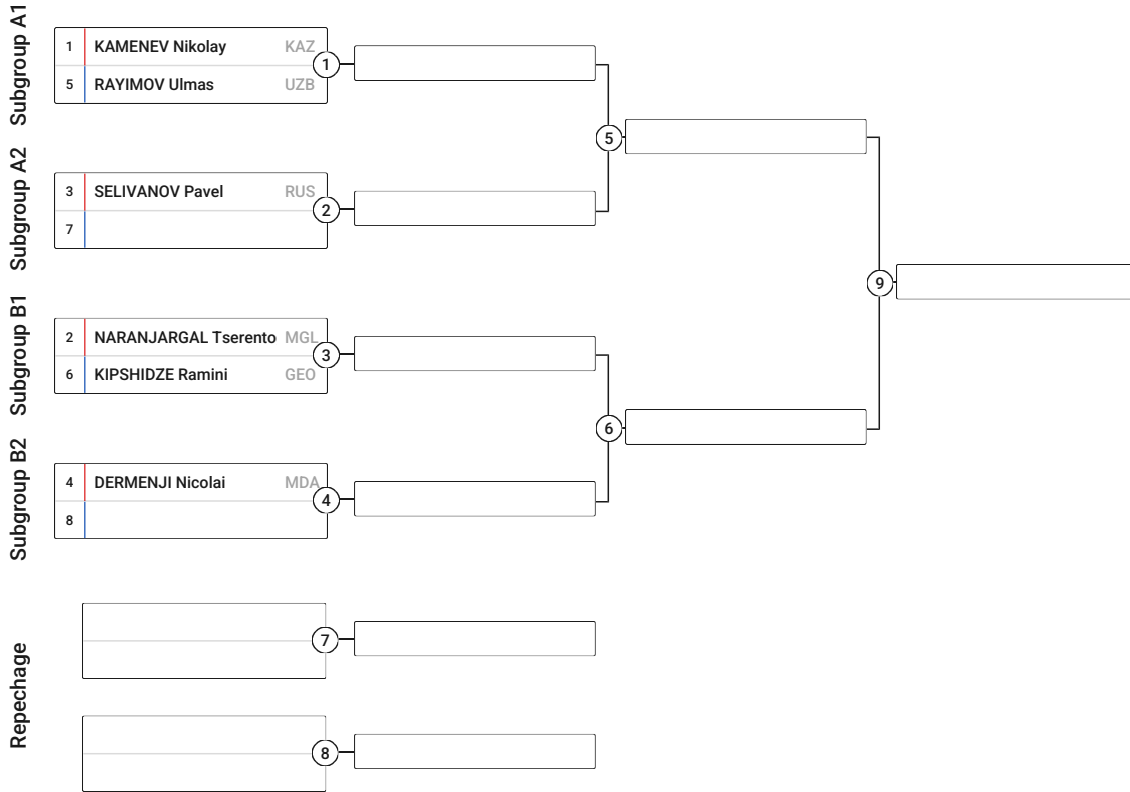 Subgroup A1
1 KAMENEV Nikolay KAZ
5 RAYIMOV Ulmas UZB
1
5
Subgroup A2
3 SELIVANOV Pavel RUS
7
2
9
Subgroup B1
2 NARANJARGAL Tserento MGL
6 KIPSHIDZE Ramini GEO
3
6
Subgroup B2
4 DERMENJI Nicolai MDA
8
4
Repechage
7
8